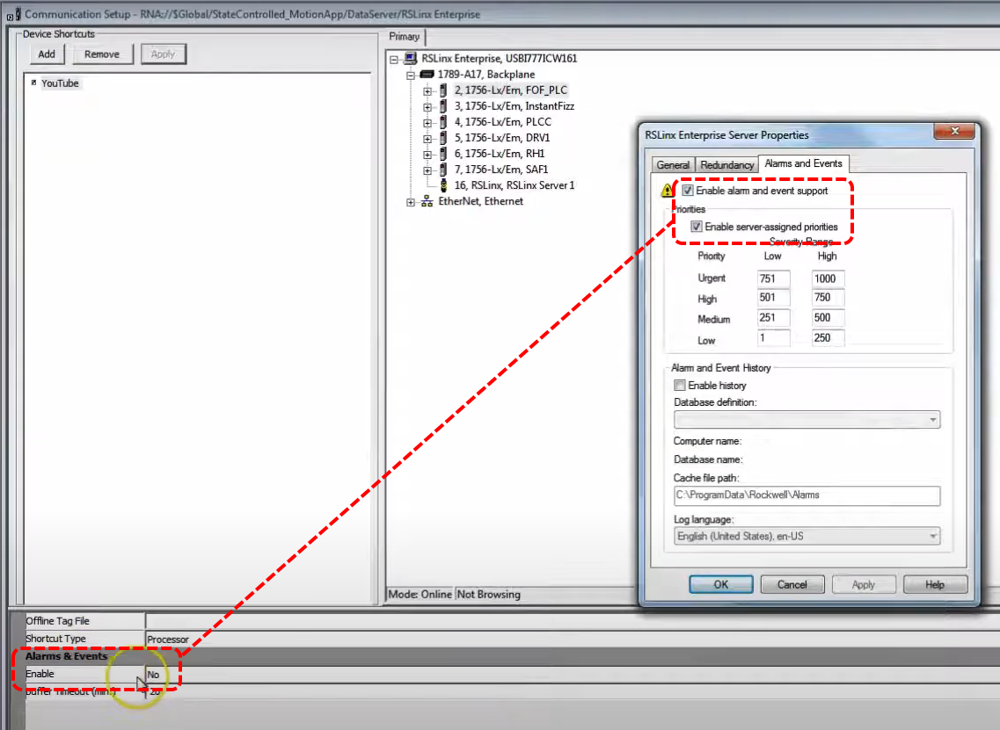 Communication Setup - RNA://$Global/StateControlled_MotionApp/DataServer/RSLinx Enterprise
Device Shortcuts
Add Remove Apply
YouTube
Primary
RSLinx Enterprise, USBI777ICW161
1789-A17, Backplane
2, 1756-Lx/Em, FOF_PLC
3, 1756-Lx/Em, InstantFizz
4, 1756-Lx/Em, PLCC
5, 1756-Lx/Em, DRV1
6, 1756-Lx/Em, RH1
7, 1756-Lx/Em, SAF1
16, RSLinx, RSLinx Server 1
EtherNet, Ethernet
Mode: Online Not Browsing
RSLinx Enterprise Server Properties
General Redundancy Alarms and Events
Enable alarm and event support
Priorities
Enable server-assigned priorities
Severity Range
Priority Low High
Urgent 751 1000
High 501 750
Medium 251 500
Low 1 250
Alarm and Event History
Enable history
Database definition:
Computer name:
Database name:
Cache file path:
C:\ProgramData\Rockwell\Alarms
Log language:
English (United States), en-US
OK Cancel Apply Help
Offline Tag File
Shortcut Type Processor
Alarms & Events
Enable No
Buffer Timeout (min.) 20